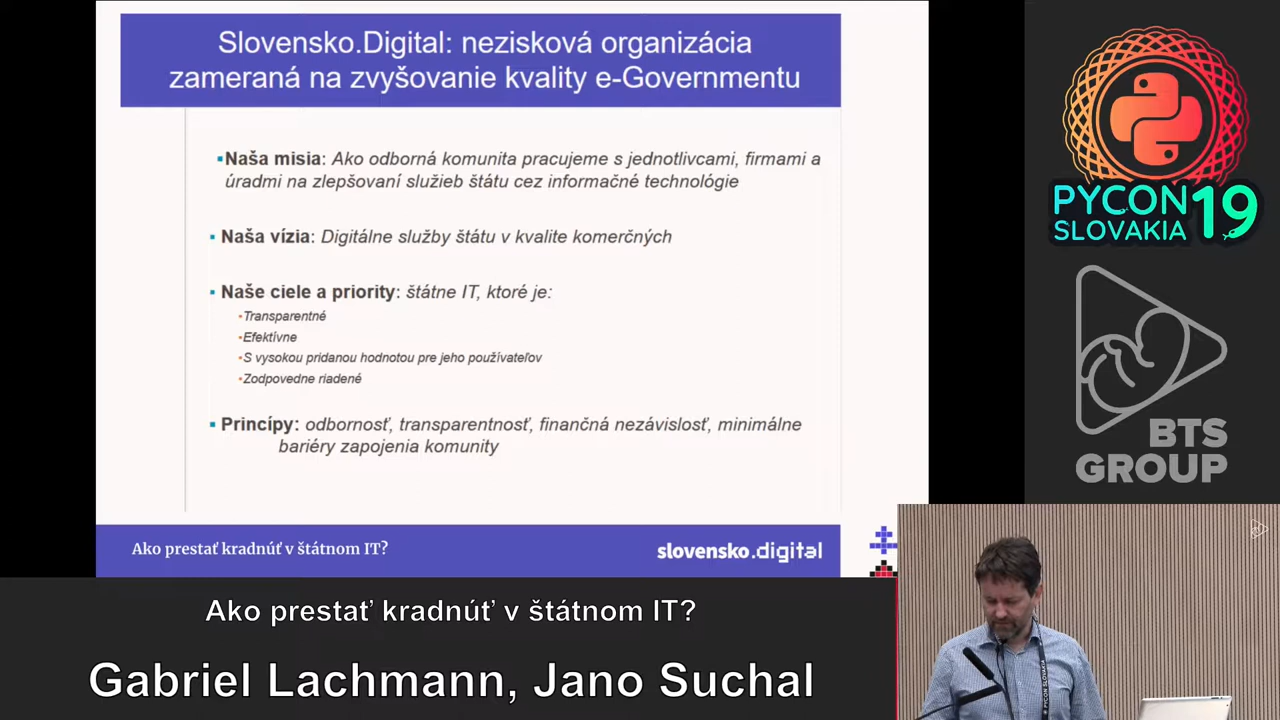 Slovensko.Digital: nezisková organizácia
zameraná na zvyšovanie kvality e-Governmentu
▪Naša misia: Ako odborná komunita pracujeme s jednotlivcami, firmami a
úradmi na zlepšovaní služieb štátu cez informačné technológie
▪ Naša vízia: Digitálne služby štátu v kvalite komerčných
▪ Naše ciele a priority: štátne IT, ktoré je:
•Transparentné
•Efektívne
•S vysokou pridanou hodnotou pre jeho používateľov
•Zodpovedne riadené
▪ Princípy: odbornosť, transparentnosť, finančná nezávislosť, minimálne
bariéry zapojenia komunity
Ako prestať kradnúť v štátnom IT?
slovensko.digital
Ako prestať kradnúť v štátnom IT?
Gabriel Lachmann, Jano Suchal
PYCON
SLOVAKIA
19
BTS
GROUP
PYCON SLOVAKIA